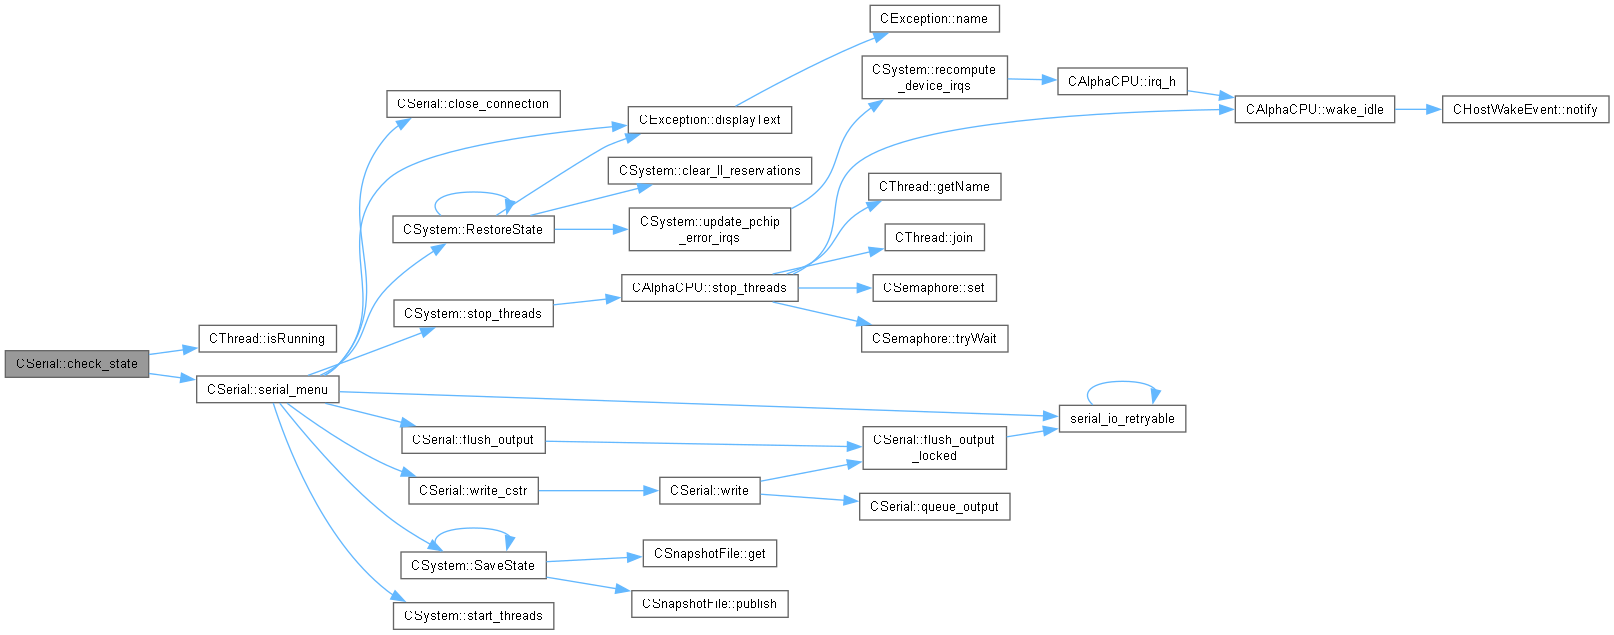 CException::name
CSystem::recompute
_device_irqs
CAlphaCPU::irq_h
CSerial::close_connection
CException::displayText
CAlphaCPU::wake_idle
CHostWakeEvent::notify
CSystem::clear_ll_reservations
CThread::getName
CSystem::RestoreState
CSystem::update_pchip
_error_irqs
CThread::join
CAlphaCPU::stop_threads
CSemaphore::set
CSystem::stop_threads
CThread::isRunning
CSemaphore::tryWait
CSerial::check_state
CSerial::serial_menu
serial_io_retryable
CSerial::flush_output
CSerial::flush_output
_locked
CSerial::write_cstr
CSerial::write
CSerial::queue_output
CSystem::SaveState
CSnapshotFile::get
CSnapshotFile::publish
CSystem::start_threads